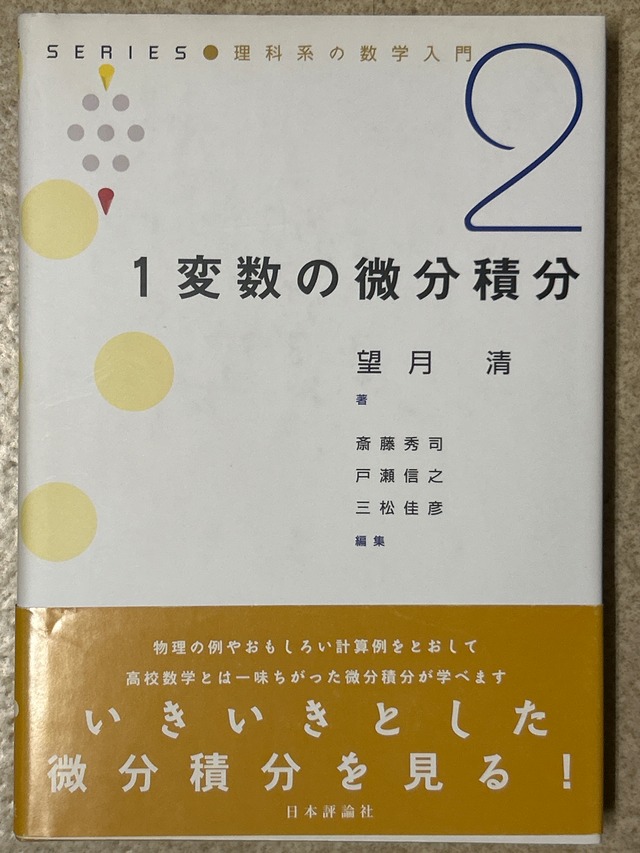 SERIES●理科系の数学入門
2
1変数の微分積分
望月 清
著
斎藤秀司
戸瀬信之
三松佳彦
編集
物理の例やおもしろい計算例をとおして
高校数学とは一味ちがった微分積分が学べます
いきいきとした
微分積分を見る!
日本評論社